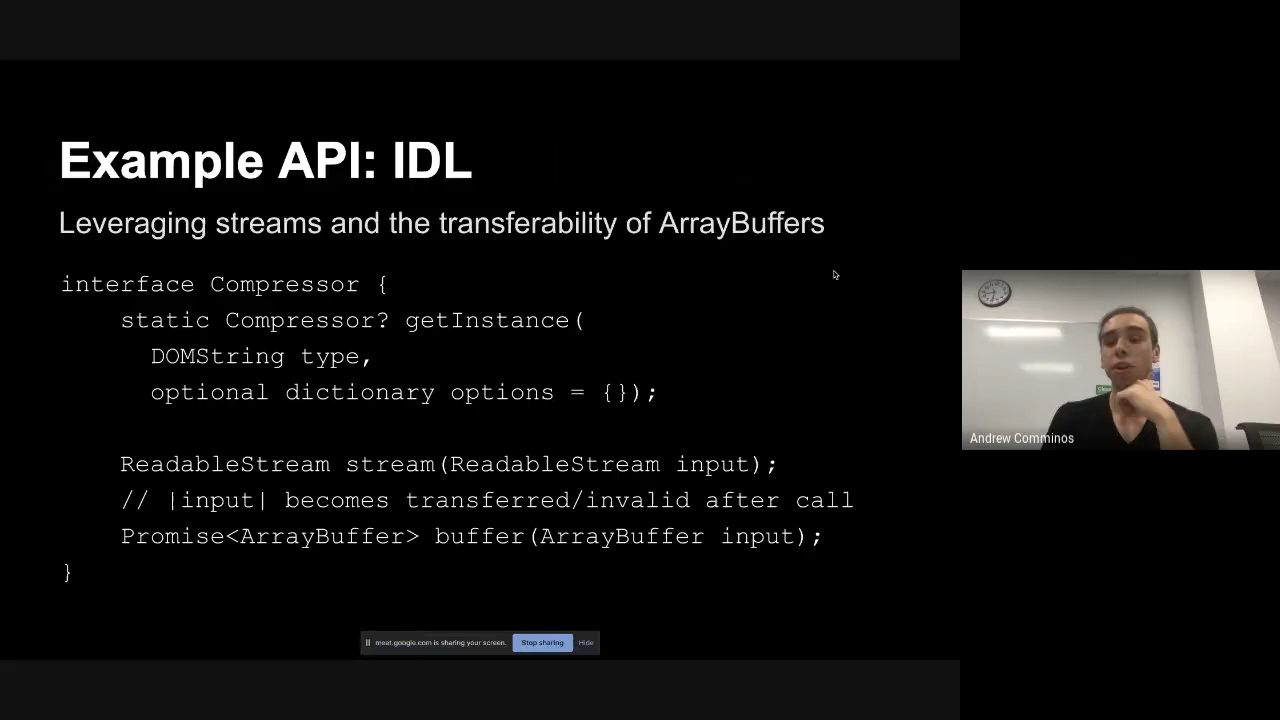 Example API: IDL
Leveraging streams and the transferability of ArrayBuffers
interface Compressor {
static Compressor? getInstance(
DOMString type,
optional dictionary options = {});
ReadableStream stream(ReadableStream input);
// |input| becomes transferred/invalid after call
Promise<ArrayBuffer> buffer(ArrayBuffer input);
}
Andrew Comminos
meet.google.com is sharing your screen.
Stop sharing
Hide